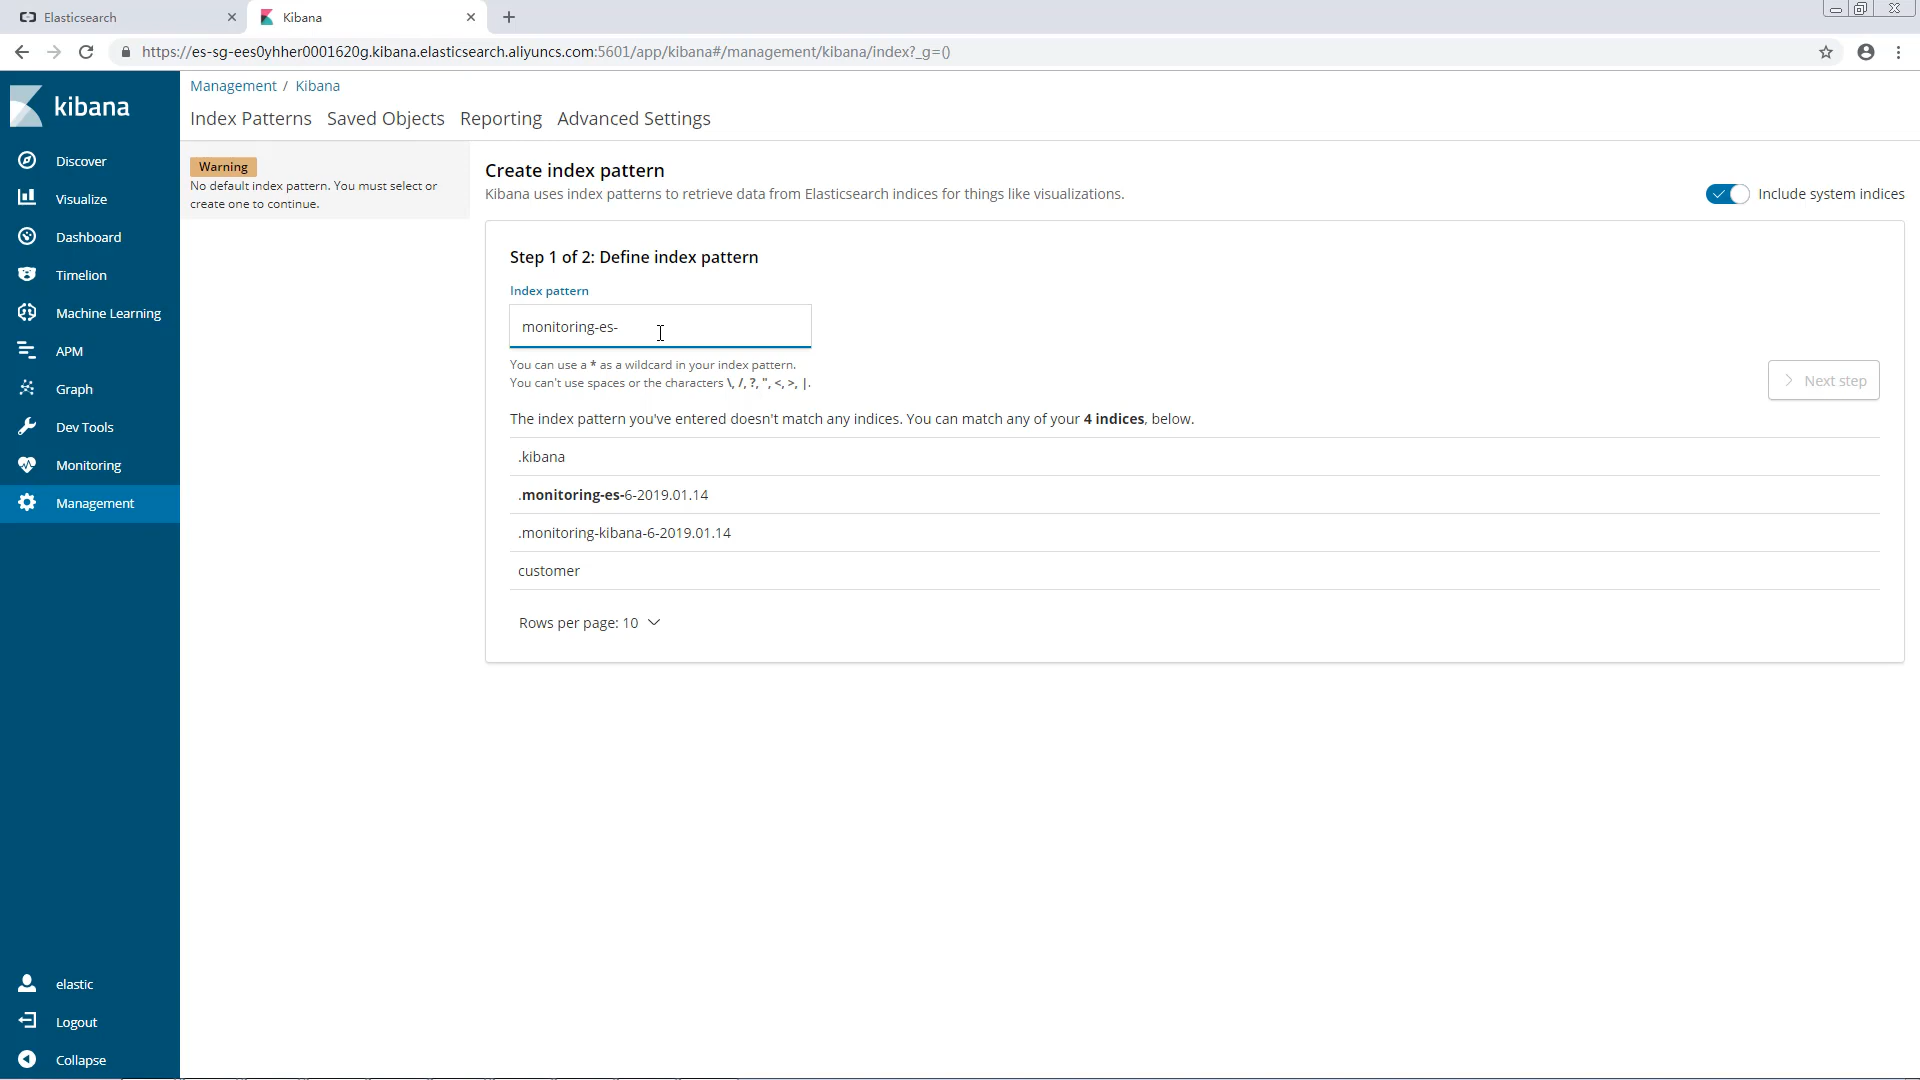 Elasticsearch
Kibana
https://es-sg-ees0yhher0001620g.kibana.elasticsearch.aliyuncs.com:5601/app/kibana#/management/kibana/index?_g=()
kibana
Discover
Visualize
Dashboard
Timelion
Machine Learning
APM
Graph
Dev Tools
Monitoring
Management
elastic
Logout
Collapse
Management / Kibana
Index Patterns Saved Objects Reporting Advanced Settings
Warning
No default index pattern. You must select or
create one to continue.
Create index pattern
Kibana uses index patterns to retrieve data from Elasticsearch indices for things like visualizations.
Include system indices
Step 1 of 2: Define index pattern
Index pattern
monitoring-es-
You can use a * as a wildcard in your index pattern.
You can't use spaces or the characters \, /, ?, ", <, >, |.
Next step
The index pattern you've entered doesn't match any indices. You can match any of your 4 indices, below.
.kibana
.monitoring-es-6-2019.01.14
.monitoring-kibana-6-2019.01.14
customer
Rows per page: 10